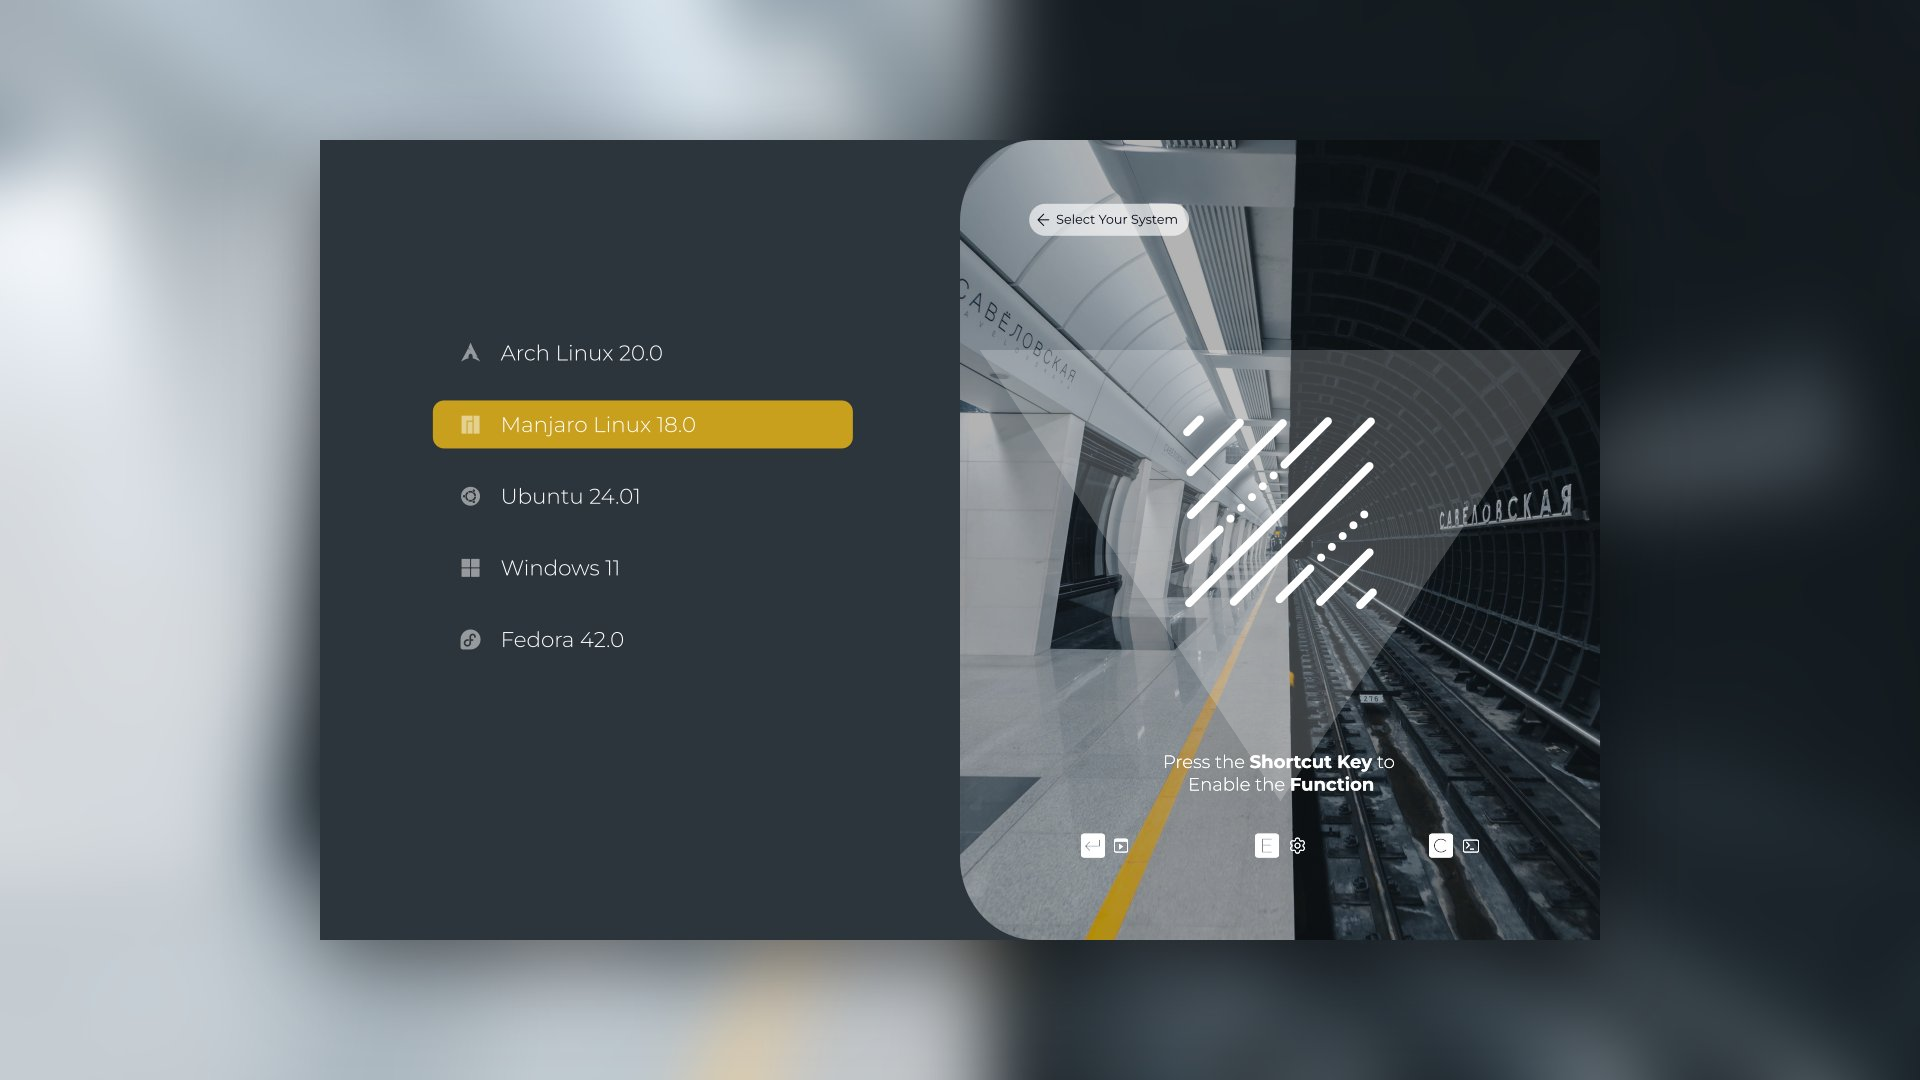 Select Your System
Arch Linux 20.0
Manjaro Linux 18.0
Ubuntu 24.01
Windows 11
Fedora 42.0
САВЁЛОВСКАЯ
САВЁЛОВСКАЯ
276
Press the Shortcut Key to
Enable the Function
E
C